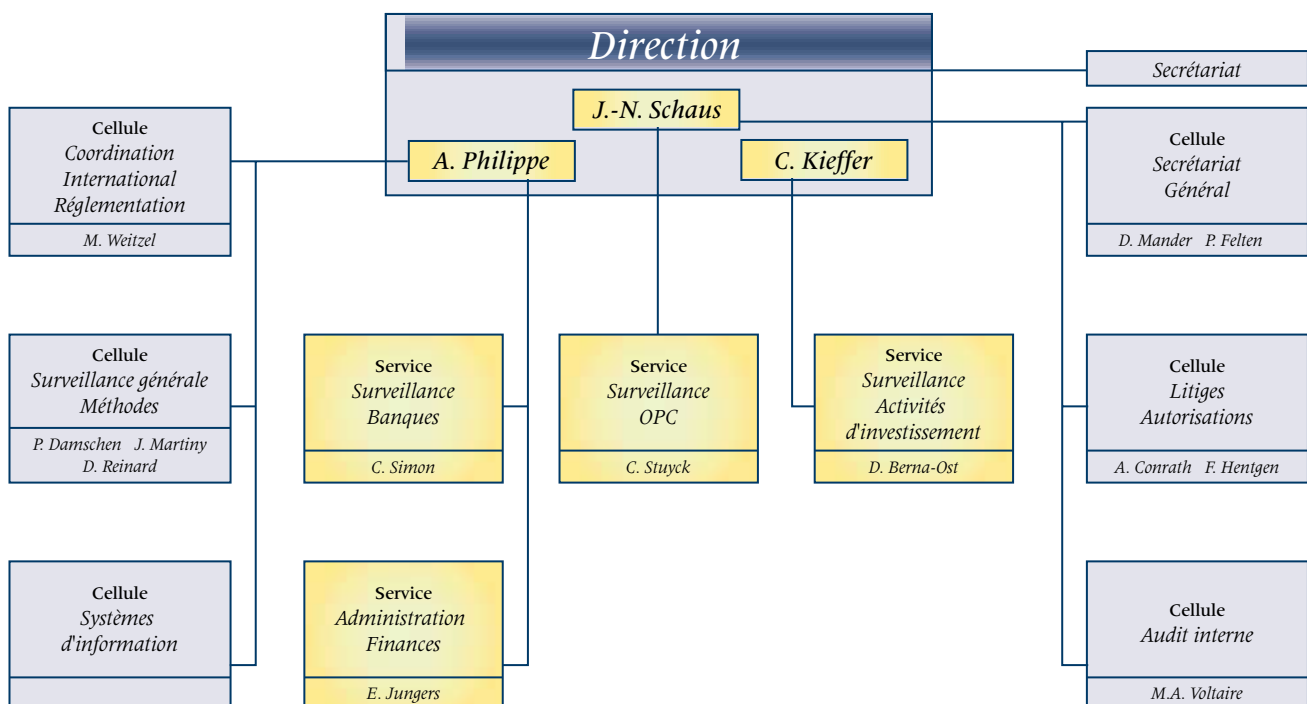 Direction
Secrétariat
J.-N. Schaus
A. Philippe
C. Kieffer
Cellule
Coordination
International
Réglementation
M. Weitzel
Cellule
Secrétariat
Général
D. Mander P. Felten
Cellule
Surveillance générale
Méthodes
P. Damschen J. Martiny
D. Reinard
Service
Surveillance
Banques
C. Simon
Service
Surveillance
OPC
C. Stuyck
Service
Surveillance
Activités
d'investissement
D. Berna-Ost
Cellule
Litiges
Autorisations
A. Conrath F. Hentgen
Cellule
Systèmes
d'information
Service
Administration
Finances
E. Jungers
Cellule
Audit interne
M.A. Voltaire